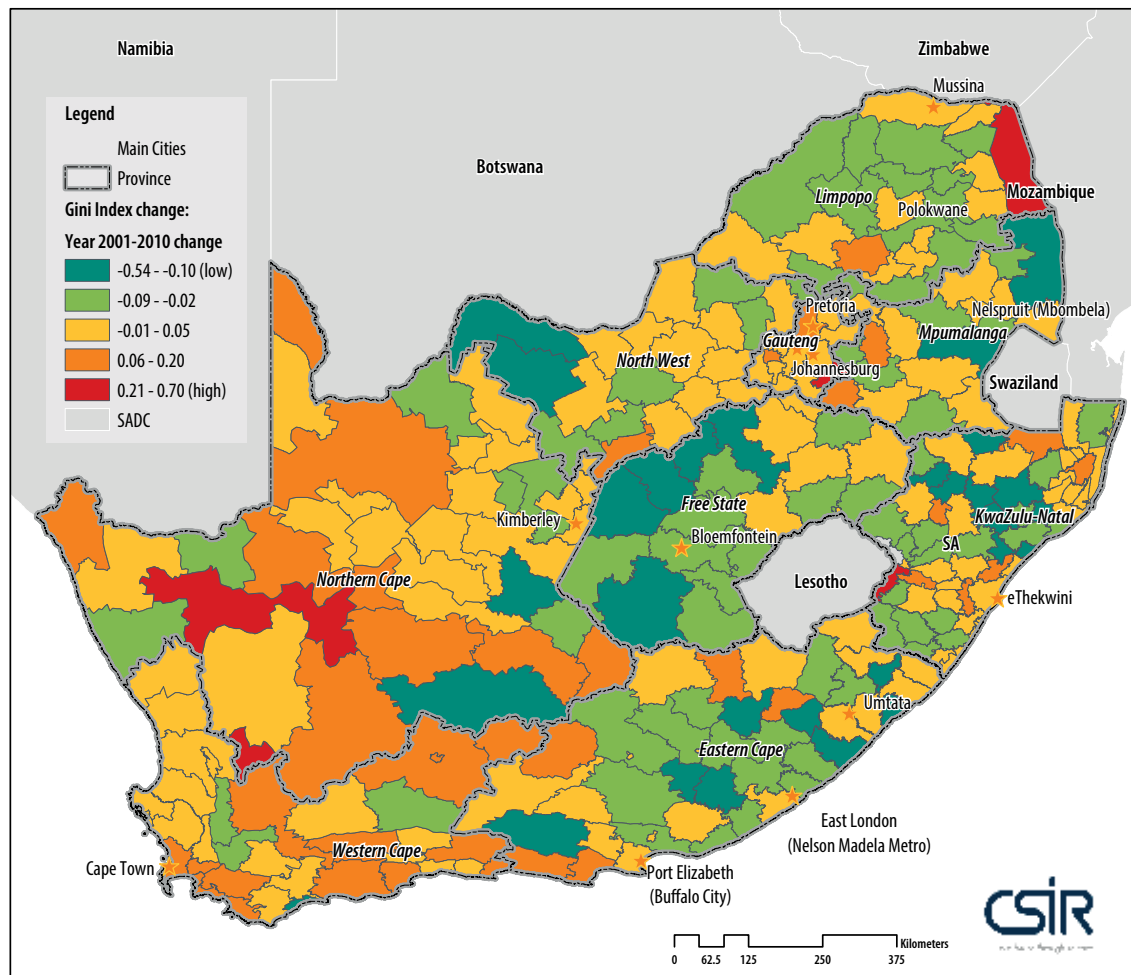 Namibia
Zimbabwe
Mussina
Legend
Main Cities
Province
Gini Index change:
Year 2001-2010 change
-0.54 - -0.10 (low)
-0.09 - -0.02
-0.01 - 0.05
0.06 - 0.20
0.21 - 0.70 (high)
SADC
Botswana
Limpopo
Mozambique
Polokwane
Pretoria
Nelspruit (Mbombela)
Gauteng
Mpumalanga
North West
Johannesburg
Swaziland
Free State
Kimberley
KwaZulu-Natal
Bloemfontein
SA
Northern Cape
Lesotho
eThekwini
Umtata
Eastern Cape
East London
(Nelson Madela Metro)
Western Cape
Cape Town
Port Elizabeth
(Buffalo City)
CSIR
Kilometers
0 62.5 125 250 375